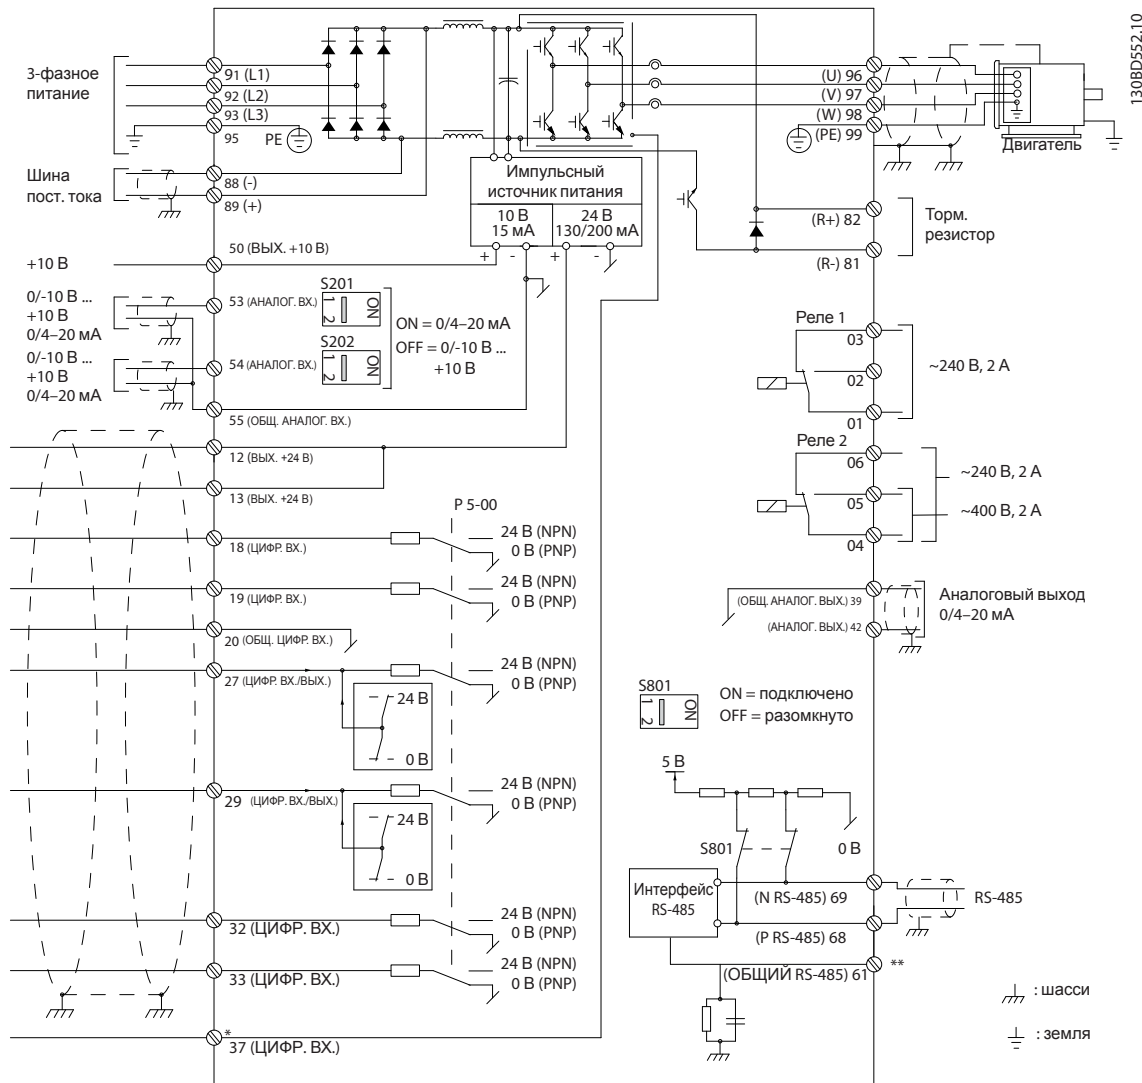 130BD552.10
3-фазное
питание
91 (L1)
92 (L2)
93 (L3)
95
PE
(U) 96
(V) 97
(W) 98
(PE) 99
Двигатель
Шина
пост. тока
88 (-)
89 (+)
Импульсный
источник питания
10 В
15 мА
24 В
130/200 мА
+ - + -
(R+) 82
(R-) 81
Торм.
резистор
+10 В
50 (ВЫХ. +10 В)
0/-10 В ...
+10 В
0/4–20 мА
53 (АНАЛОГ. ВХ.)
S201
1 2
ON
ON = 0/4–20 мА
OFF = 0/-10 В ...
+10 В
0/-10 В ...
+10 В
0/4–20 мА
54 (АНАЛОГ. ВХ.)
S202
1 2
ON
55 (ОБЩ. АНАЛОГ. ВХ.)
12 (ВЫХ. +24 В)
13 (ВЫХ. +24 В)
Реле 1
03
02
01
~240 В, 2 А
Реле 2
06
05
04
~240 В, 2 А
~400 В, 2 А
P 5-00
18 (ЦИФР. ВХ.)
24 В (NPN)
0 В (PNP)
19 (ЦИФР. ВХ.)
24 В (NPN)
0 В (PNP)
20 (ОБЩ. ЦИФР. ВХ.)
27 (ЦИФР. ВХ./ВЫХ.)
24 В
0 В
24 В (NPN)
0 В (PNP)
29 (ЦИФР. ВХ./ВЫХ.)
24 В
0 В
24 В (NPN)
0 В (PNP)
32 (ЦИФР. ВХ.)
24 В (NPN)
0 В (PNP)
33 (ЦИФР. ВХ.)
24 В (NPN)
0 В (PNP)
*
37 (ЦИФР. ВХ.)
(ОБЩ. АНАЛОГ. ВЫХ.) 39
(АНАЛОГ. ВЫХ.) 42
Аналоговый выход
0/4–20 мА
S801
1 2
ON
ON = подключено
OFF = разомкнуто
5 В
S801
0 В
Интерфейс
RS-485
(N RS-485) 69
(P RS-485) 68
(ОБЩИЙ RS-485) 61
**
RS-485
: шасси
: земля